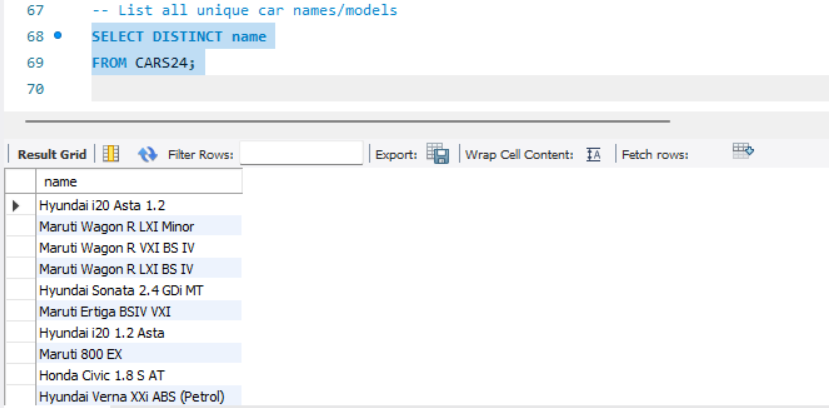 67 -- List all unique car names/models
68 SELECT DISTINCT name
69 FROM CARS24;
70
Result Grid Filter Rows: Export: Wrap Cell Content: IA Fetch rows:
name
Hyundai i20 Asta 1.2
Maruti Wagon R LXI Minor
Maruti Wagon R VXI BS IV
Maruti Wagon R LXI BS IV
Hyundai Sonata 2.4 GDi MT
Maruti Ertiga BSIV VXI
Hyundai i20 1.2 Asta
Maruti 800 EX
Honda Civic 1.8 S AT
Hyundai Verna XXi ABS (Petrol)